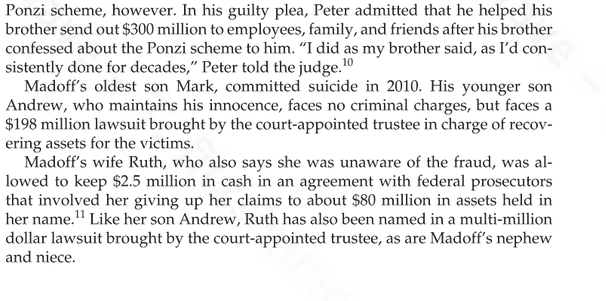 Ponzi scheme, however. In his guilty plea, Peter admitted that he helped his
brother send out $300 million to employees, family, and friends after his brother
confessed about the Ponzi scheme to him. “I did as my brother said, as I’d con-
sistently done for decades,” Peter told the judge.10
Madoff’s oldest son Mark, committed suicide in 2010. His younger son
Andrew, who maintains his innocence, faces no criminal charges, but faces a
$198 million lawsuit brought by the court-appointed trustee in charge of recov-
ering assets for the victims.
Madoff’s wife Ruth, who also says she was unaware of the fraud, was al-
lowed to keep $2.5 million in cash in an agreement with federal prosecutors
that involved her giving up her claims to about $80 million in assets held in
her name.11 Like her son Andrew, Ruth has also been named in a multi-million
dollar lawsuit brought by the court-appointed trustee, as are Madoff’s nephew
and niece.